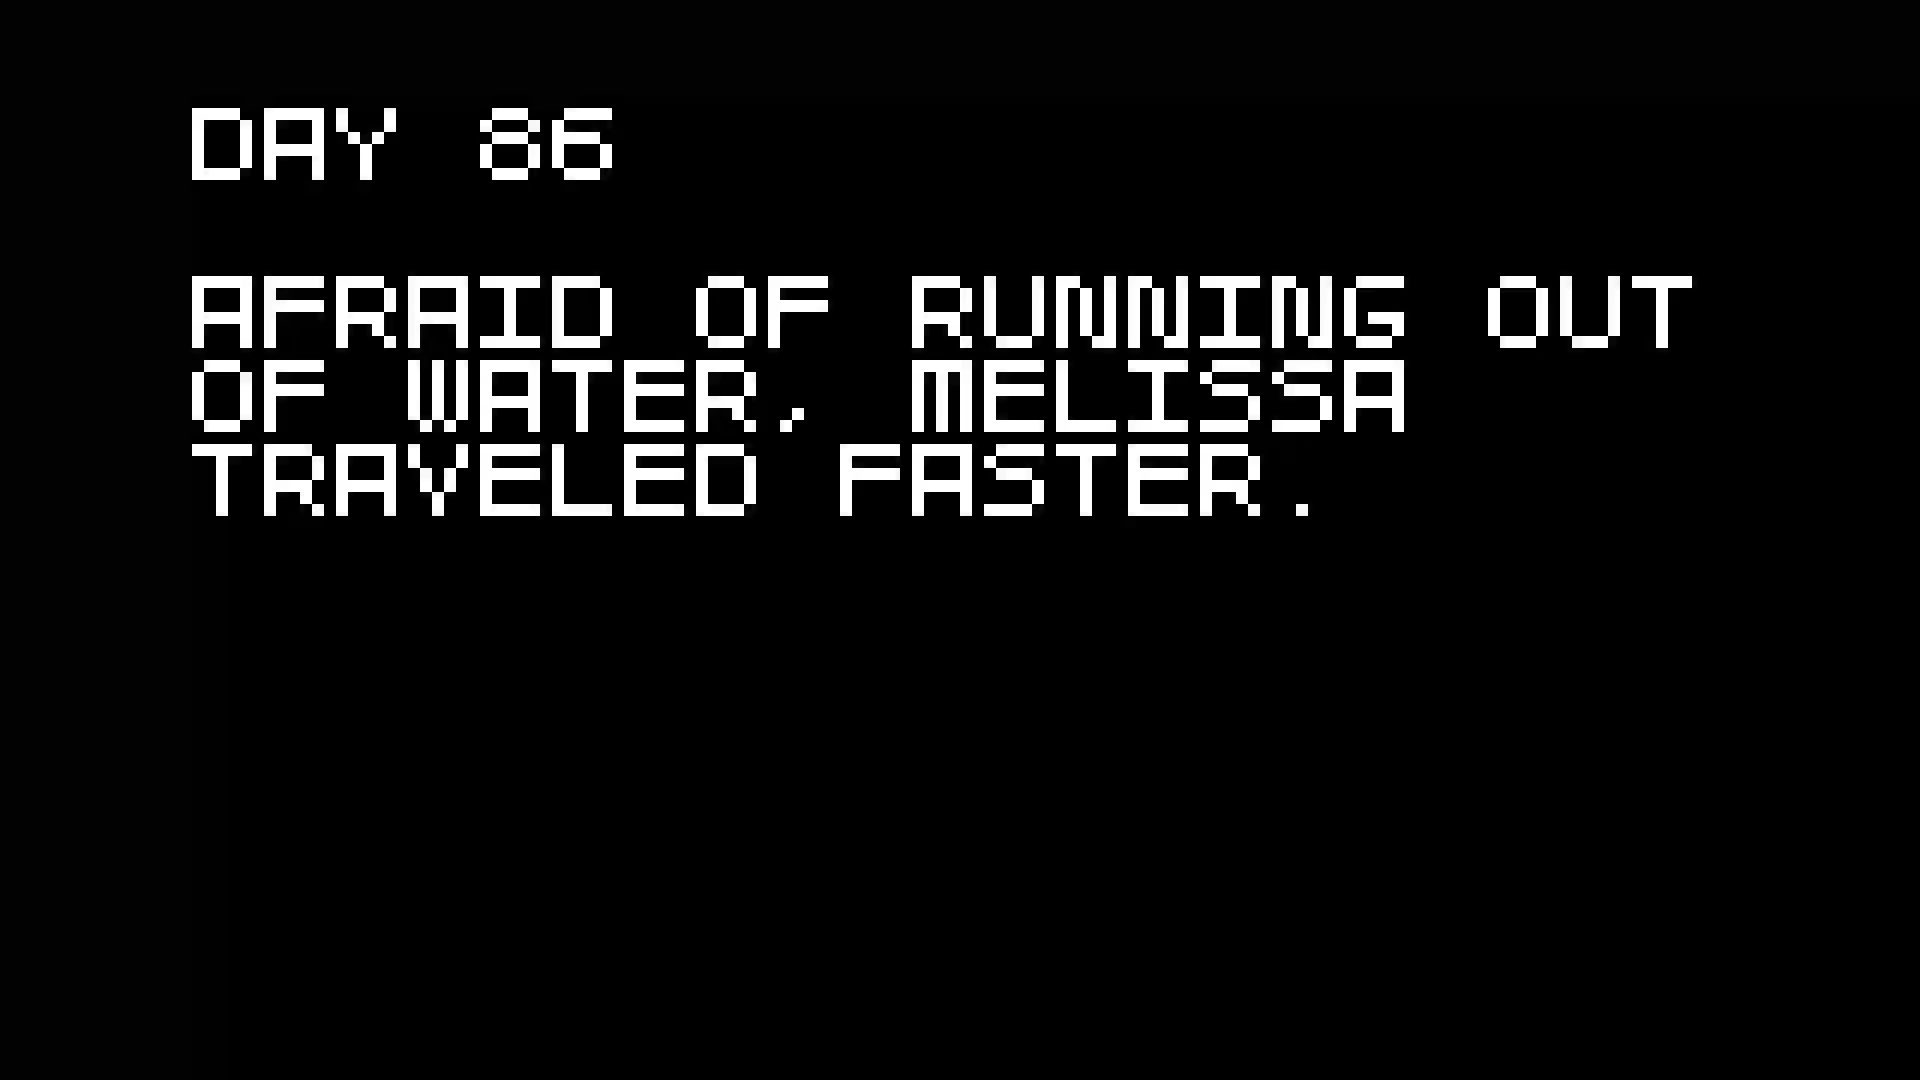 DAY 86
AFRAID OF RUNNING OUT
OF WATER, MELISSA
TRAVELED FASTER.